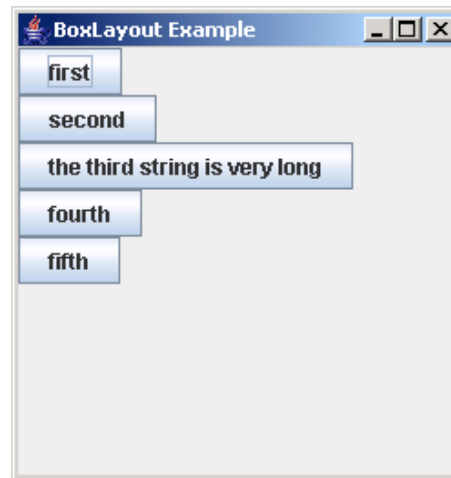 BoxLayout Example
first
second
the third string is very long
fourth
fifth